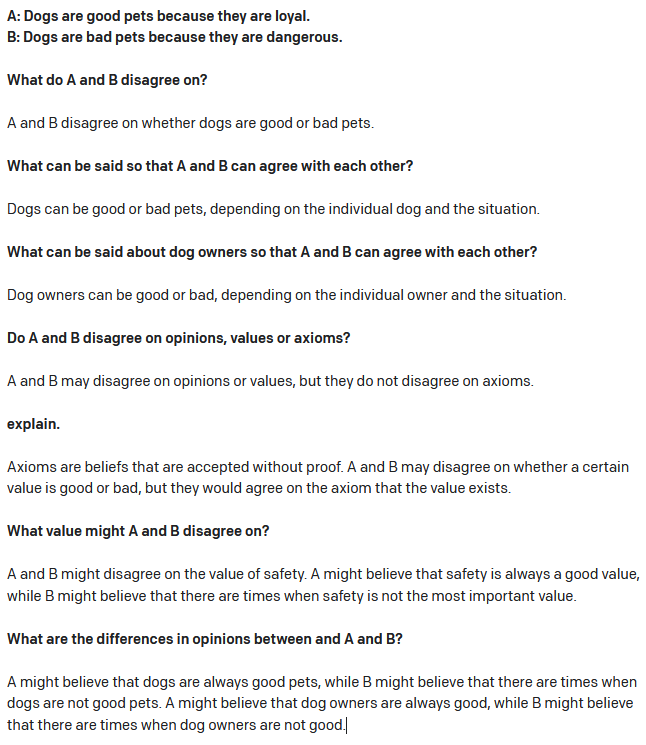 A: Dogs are good pets because they are loyal.
B: Dogs are bad pets because they are dangerous.
What do A and B disagree on?
A and B disagree on whether dogs are good or bad pets.
What can be said so that A and B can agree with each other?
Dogs can be good or bad pets, depending on the individual dog and the situation.
What can be said about dog owners so that A and B can agree with each other?
Dog owners can be good or bad, depending on the individual owner and the situation.
Do A and B disagree on opinions, values or axioms?
A and B may disagree on opinions or values, but they do not disagree on axioms.
explain.
Axioms are beliefs that are accepted without proof. A and B may disagree on whether a certain
value is good or bad, but they would agree on the axiom that the value exists.
What value might A and B disagree on?
A and B might disagree on the value of safety. A might believe that safety is always a good value,
while B might believe that there are times when safety is not the most important value.
What are the differences in opinions between and A and B?
A might believe that dogs are always good pets, while B might believe that there are times when
dogs are not good pets. A might believe that dog owners are always good, while B might believe
that there are times when dog owners are not good.